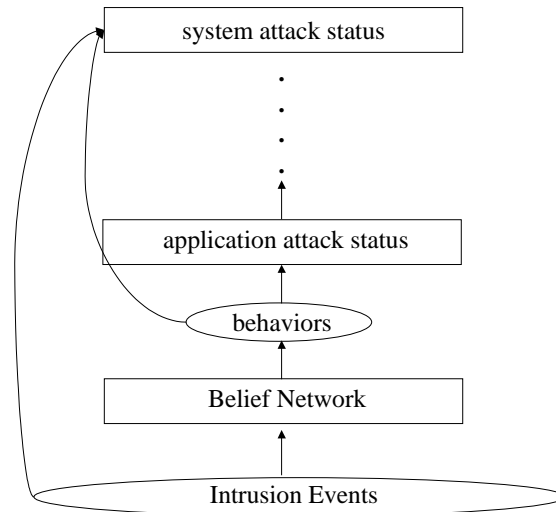 system attack status
application attack status
behaviors
Belief Network
Intrusion Events